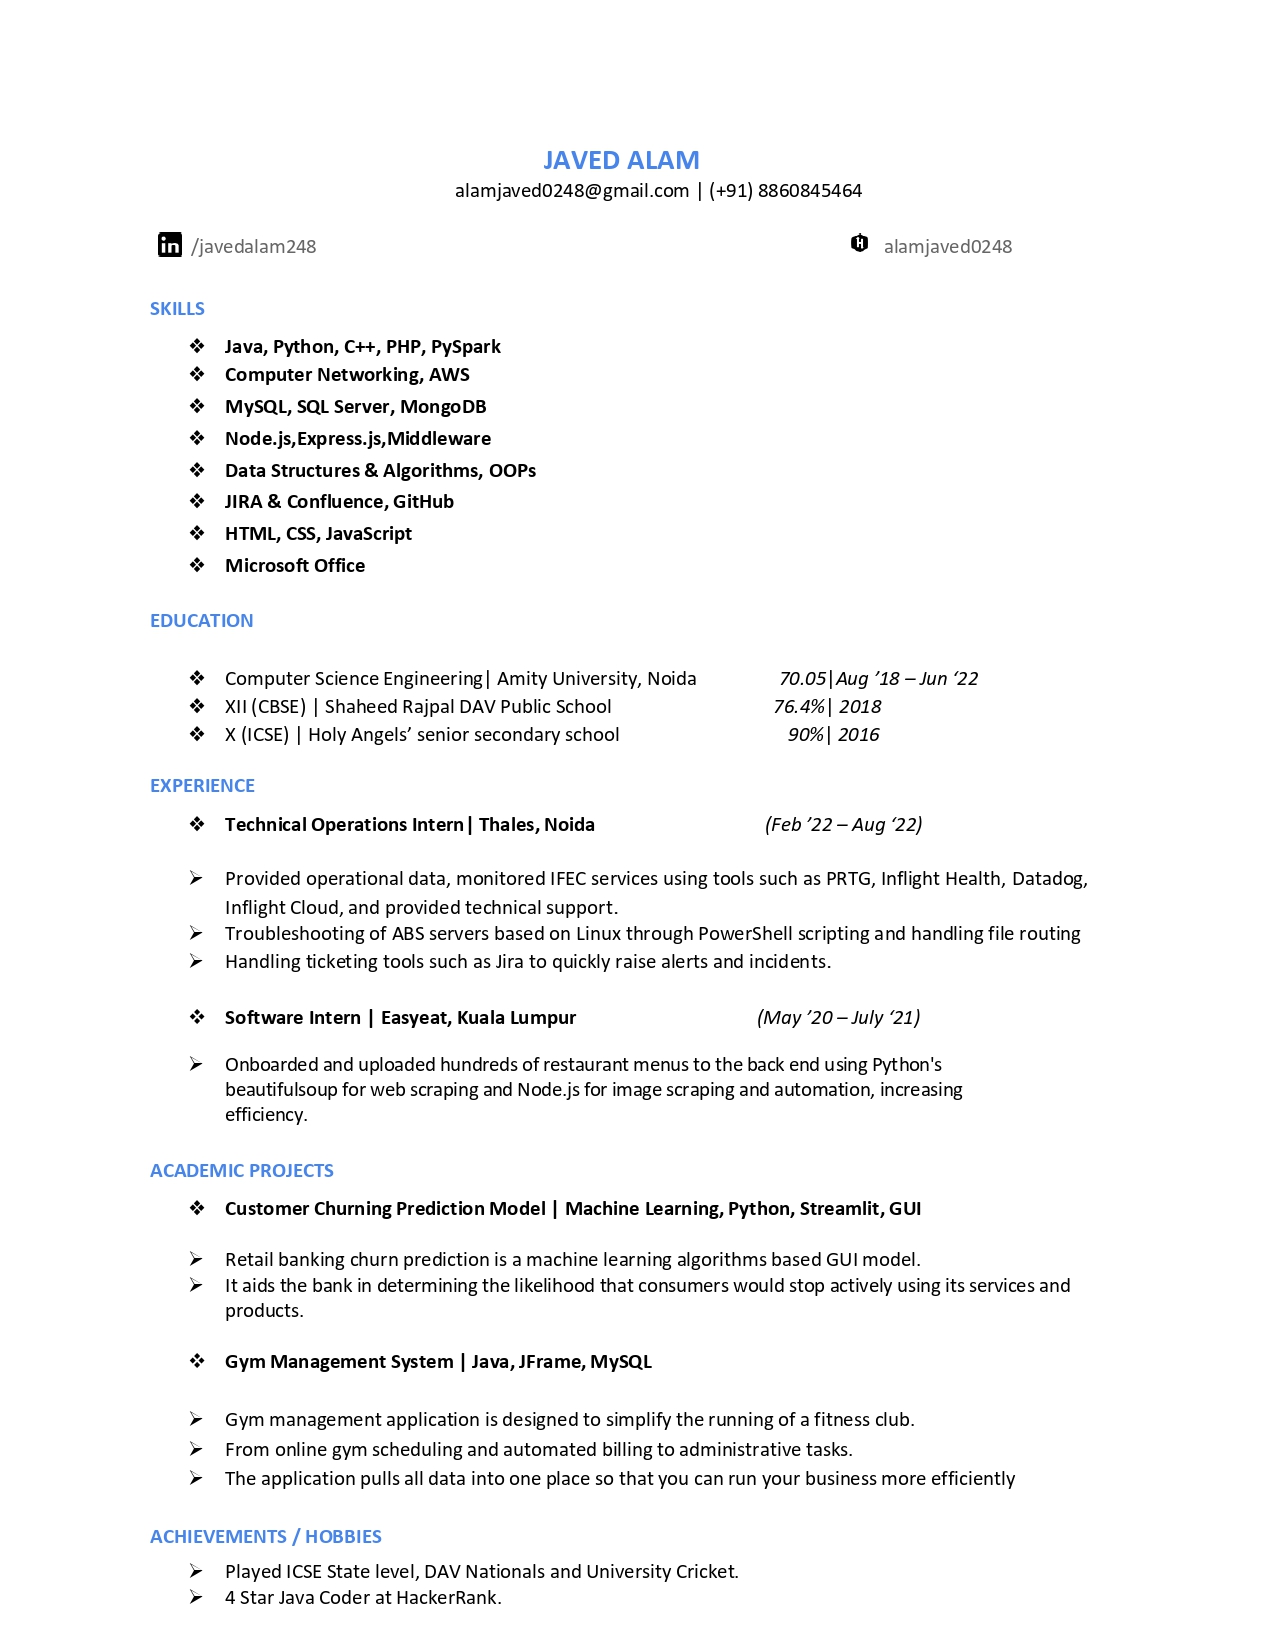 JAVED ALAM
alamjaved0248@gmail.com | (+91) 8860845464
in /javedalam248 H alamjaved0248
SKILLS
❖ Java, Python, C++, PHP, PySpark
❖ Computer Networking, AWS
❖ MySQL, SQL Server, MongoDB
❖ Node.js,Express.js,Middleware
❖ Data Structures & Algorithms, OOPs
❖ JIRA & Confluence, GitHub
❖ HTML, CSS, JavaScript
❖ Microsoft Office
EDUCATION
❖ Computer Science Engineering| Amity University, Noida 70.05|Aug ’18 – Jun ‘22
❖ XII (CBSE) | Shaheed Rajpal DAV Public School 76.4%| 2018
❖ X (ICSE) | Holy Angels’ senior secondary school 90%| 2016
EXPERIENCE
❖ Technical Operations Intern| Thales, Noida (Feb ’22 – Aug ‘22)
➢ Provided operational data, monitored IFEC services using tools such as PRTG, Inflight Health, Datadog,
Inflight Cloud, and provided technical support.
➢ Troubleshooting of ABS servers based on Linux through PowerShell scripting and handling file routing
➢ Handling ticketing tools such as Jira to quickly raise alerts and incidents.
❖ Software Intern | Easyeat, Kuala Lumpur (May ’20 – July ‘21)
➢ Onboarded and uploaded hundreds of restaurant menus to the back end using Python's
beautifulsoup for web scraping and Node.js for image scraping and automation, increasing
efficiency.
ACADEMIC PROJECTS
❖ Customer Churning Prediction Model | Machine Learning, Python, Streamlit, GUI
➢ Retail banking churn prediction is a machine learning algorithms based GUI model.
➢ It aids the bank in determining the likelihood that consumers would stop actively using its services and
products.
❖ Gym Management System | Java, JFrame, MySQL
➢ Gym management application is designed to simplify the running of a fitness club.
➢ From online gym scheduling and automated billing to administrative tasks.
➢ The application pulls all data into one place so that you can run your business more efficiently
ACHIEVEMENTS / HOBBIES
➢ Played ICSE State level, DAV Nationals and University Cricket.
➢ 4 Star Java Coder at HackerRank.